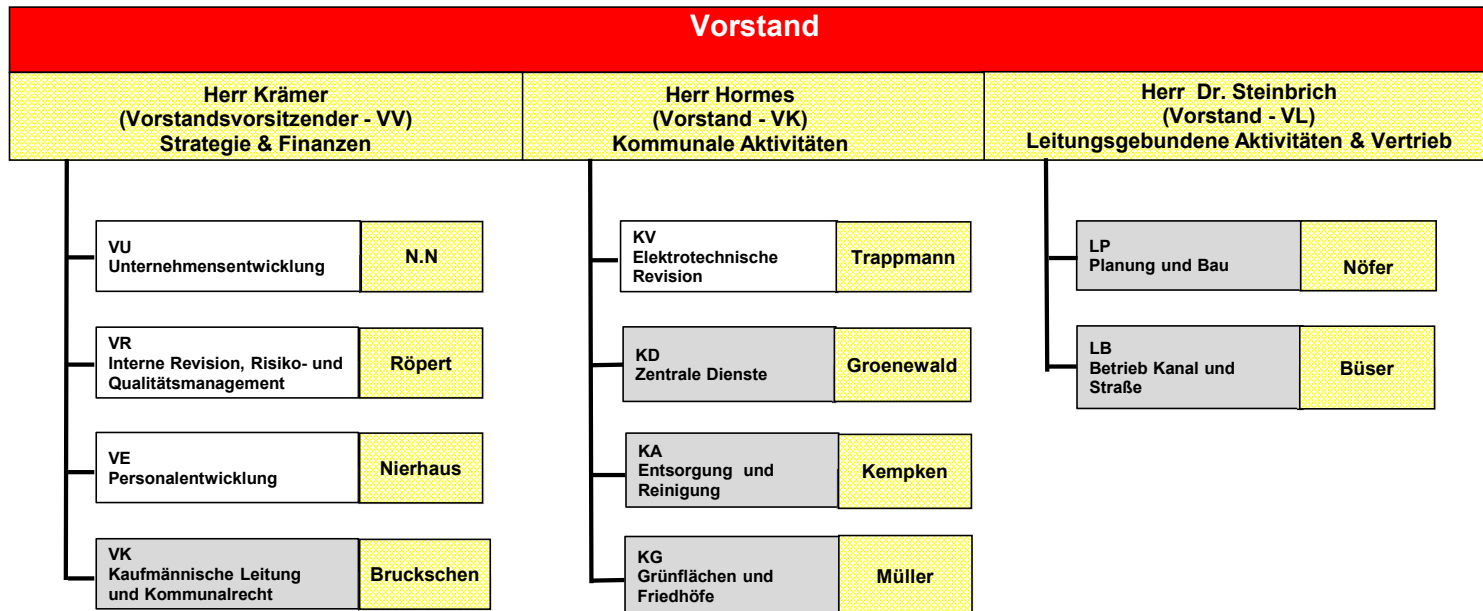 Vorstand
Herr Krämer
(Vorstandsvorsitzender - VV)
Strategie & Finanzen
Herr Hormes
(Vorstand - VK)
Kommunale Aktivitäten
Herr Dr. Steinbrich
(Vorstand - VL)
Leitungsgebundene Aktivitäten & Vertrieb
VU
Unternehmensentwicklung
N.N
VR
Interne Revision, Risiko- und
Qualitätsmanagement
Röpert
VE
Personalentwicklung
Nierhaus
VK
Kaufmännische Leitung
und Kommunalrecht
Bruckschen
KV
Elektrotechnische
Revision
Trappmann
KD
Zentrale Dienste
Groenewald
KA
Entsorgung und
Reinigung
Kempken
KG
Grünflächen und
Friedhöfe
Müller
LP
Planung und Bau
Nöfer
LB
Betrieb Kanal und
Straße
Büser